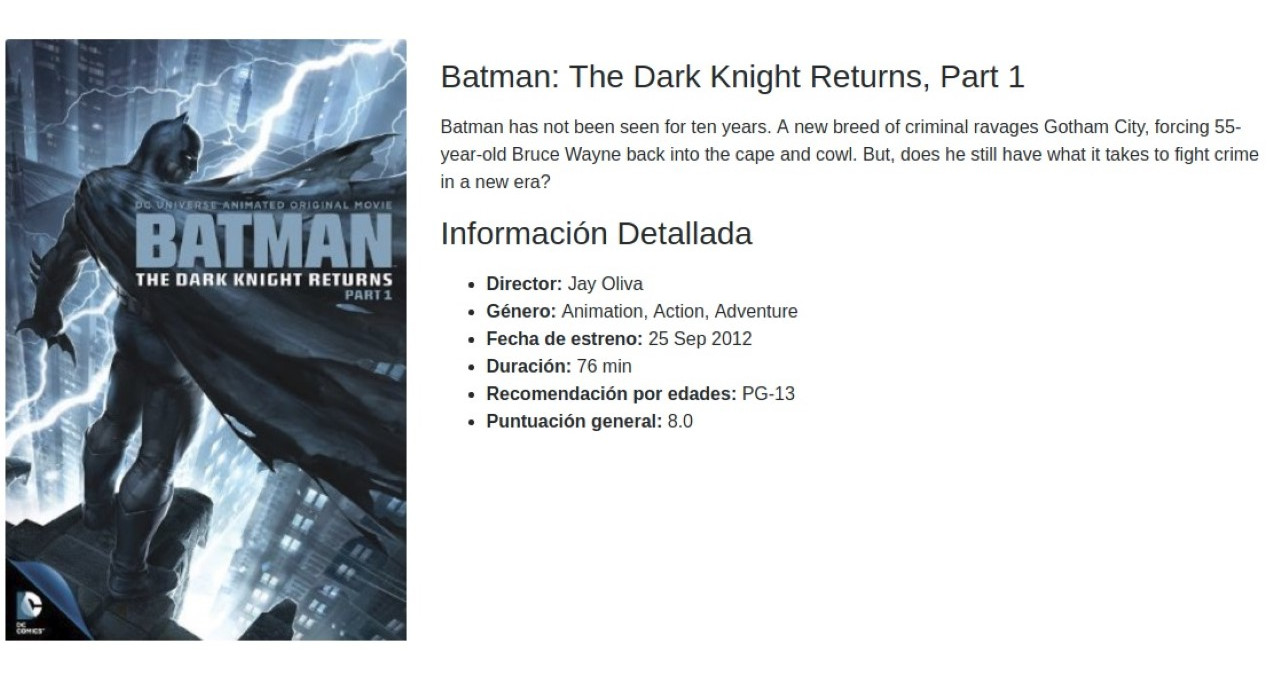 DC UNIVERSE ANIMATED ORIGINAL MOVIE
BATMAN
THE DARK KNIGHT RETURNS
PART 1
DC
COMICS™
Batman: The Dark Knight Returns, Part 1
Batman has not been seen for ten years. A new breed of criminal ravages Gotham City, forcing 55-
year-old Bruce Wayne back into the cape and cowl. But, does he still have what it takes to fight crime
in a new era?
Información Detallada
• Director: Jay Oliva
• Género: Animation, Action, Adventure
• Fecha de estreno: 25 Sep 2012
• Duración: 76 min
• Recomendación por edades: PG-13
• Puntuación general: 8.0